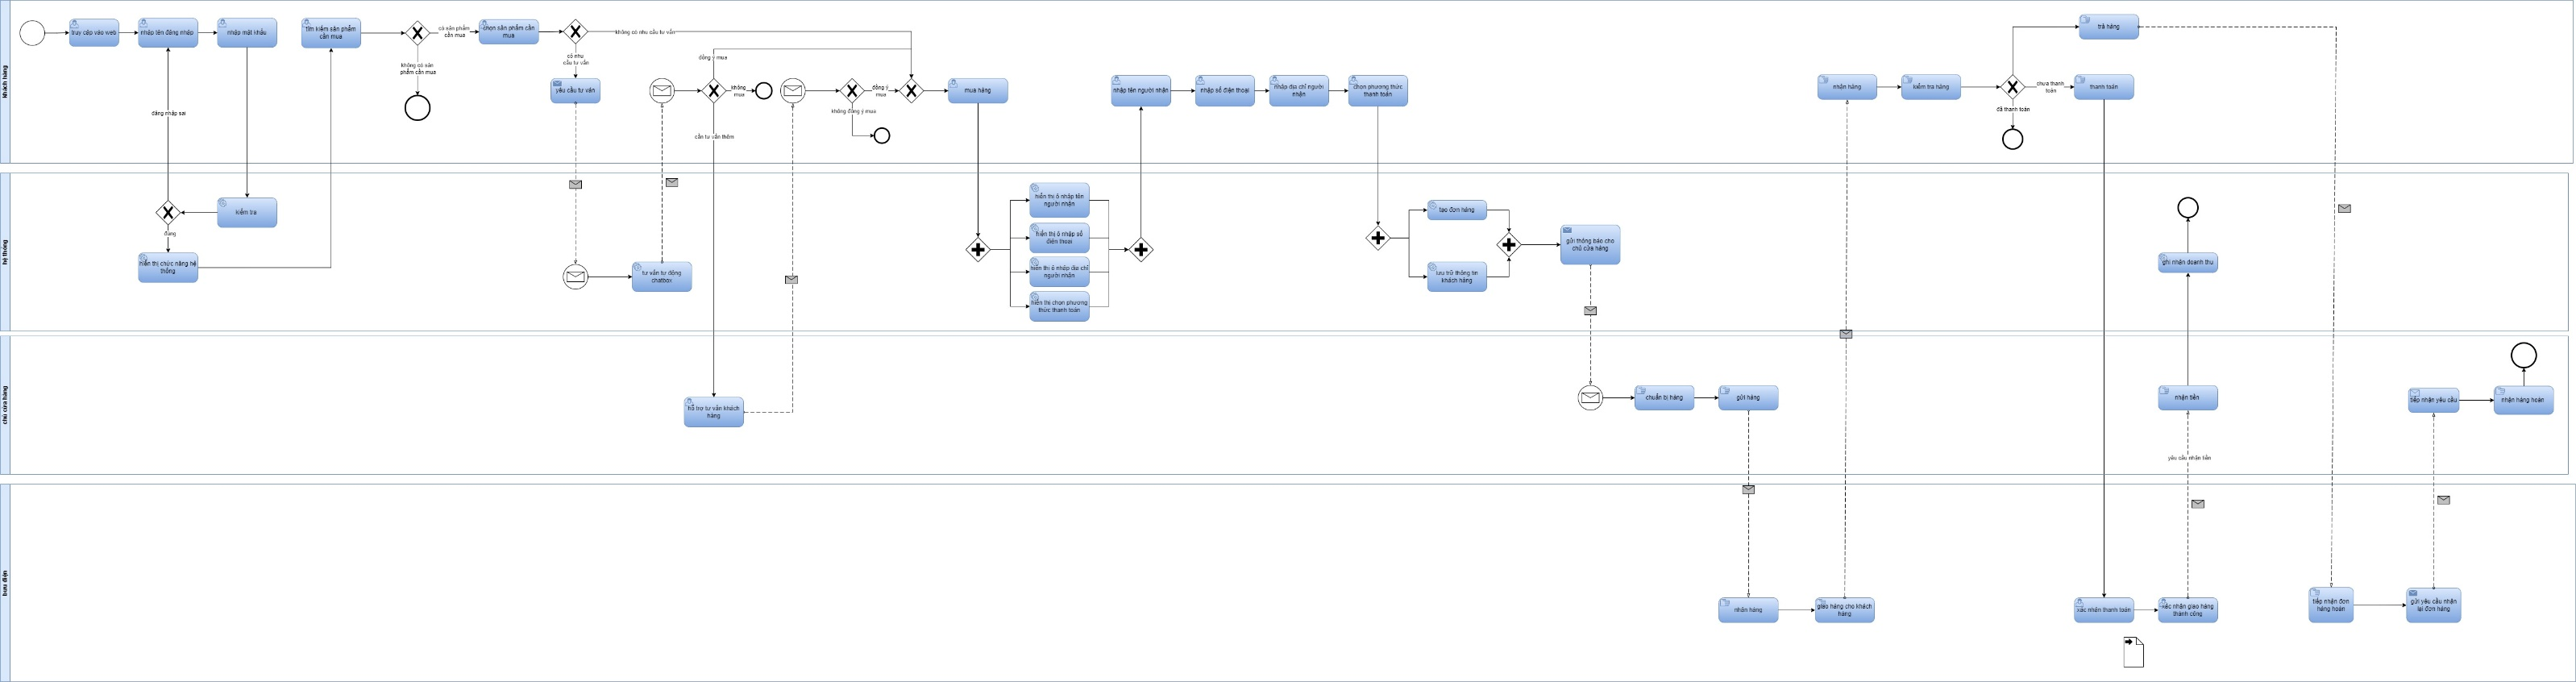 khách hàng
truy cập vào web
nhập tên đăng nhập
nhập mật khẩu
tìm kiếm sản phẩm
cần mua
có sản phẩm
cần mua
không có sản
phẩm cần mua
chọn sản phẩm cần
mua
không có nhu cầu tư vấn
có nhu
cầu tư vấn
yêu cầu tư vấn
đồng ý mua
không
mua
cần tư vấn thêm
đồng ý
mua
không đồng ý mua
mua hàng
nhập tên người nhận
nhập số điện thoại
nhập địa chỉ người
nhận
chọn phương thức
thanh toán
nhận hàng
kiểm tra hàng
trả hàng
chưa thanh
toán
đã thanh toán
thanh toán
đăng nhập sai
hệ thống
kiểm tra
đúng
hiển thị chức năng hệ
thống
tư vấn tự động
chatbox
hiển thị ô nhập tên
người nhận
hiển thị ô nhập số
điện thoại
hiển thị ô nhập địa chỉ
người nhận
hiển thị chọn phương
thức thanh toán
tạo đơn hàng
lưu trữ thông tin
khách hàng
gửi thông báo cho
chủ cửa hàng
ghi nhận doanh thu
chủ cửa hàng
hỗ trợ tư vấn khách
hàng
chuẩn bị hàng
gửi hàng
nhận tiền
yêu cầu nhận tiền
tiếp nhận yêu cầu
nhận hàng hoàn
bưu điện
nhận hàng
giao hàng cho khách
hàng
xác nhận thanh toán
xác nhận giao hàng
thành công
tiếp nhận đơn
hàng hoàn
gửi yêu cầu nhận
lại đơn hàng